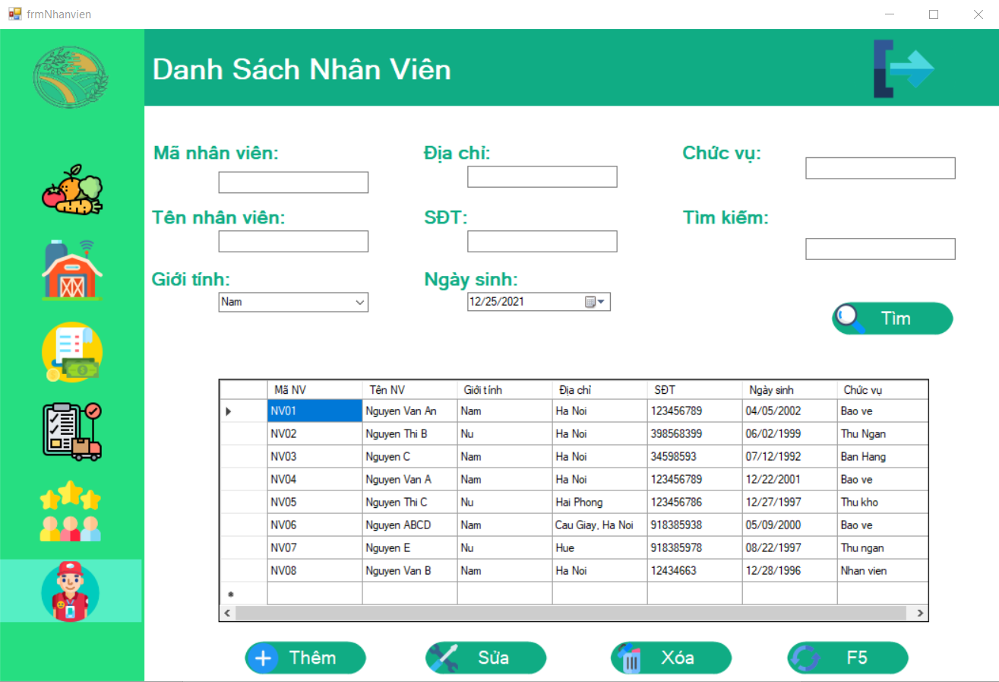 frmNhanvien
Danh Sách Nhân Viên
Mã nhân viên: Địa chỉ: Chức vụ:
Tên nhân viên: SĐT: Tìm kiếm:
Giới tính: Ngày sinh:
Nam 12/25/2021
Tìm
Mã NV Tên NV Giới tính Địa chỉ SĐT Ngày sinh Chức vụ
NV01 Nguyen Van An Nam Ha Noi 123456789 04/05/2002 Bao ve
NV02 Nguyen Thi B Nu Ha Noi 398568399 06/02/1999 Thu Ngan
NV03 Nguyen C Nam Ha Noi 34598593 07/12/1992 Ban Hang
NV04 Nguyen Van A Nam Ha Noi 123456789 12/22/2001 Bao ve
NV05 Nguyen Thi C Nu Hai Phong 123456786 12/27/1997 Thu kho
NV06 Nguyen ABCD Nam Cau Giay, Ha Noi 918385938 05/09/2000 Bao ve
NV07 Nguyen E Nu Hue 918385978 08/22/1997 Thu ngan
NV08 Nguyen Van B Nam Ha Noi 12434663 12/28/1996 Nhan vien
Thêm Sửa Xóa F5